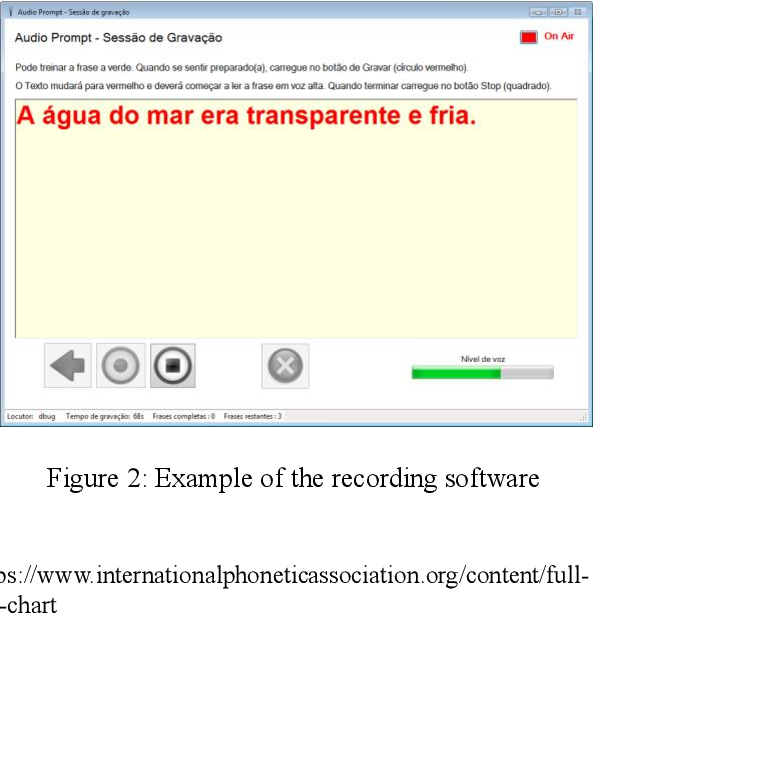 Audio Prompt - Sessão de gravação
Audio Prompt - Sessão de Gravação
On Air
Pode treinar a frase a verde. Quando se sentir preparado(a), carregue no botão de Gravar (círculo vermelho).
O Texto mudará para vermelho e deverá começar a ler a frase em voz alta. Quando terminar carregue no botão Stop (quadrado).
A água do mar era transparente e fria.
Nível de voz
Locutor: dbug Tempo de gravação: 68s Frases completas : 0 Frases restantes : 3
Figure 2: Example of the recording software
ps://www.internationalphoneticassociation.org/content/full-
-chart